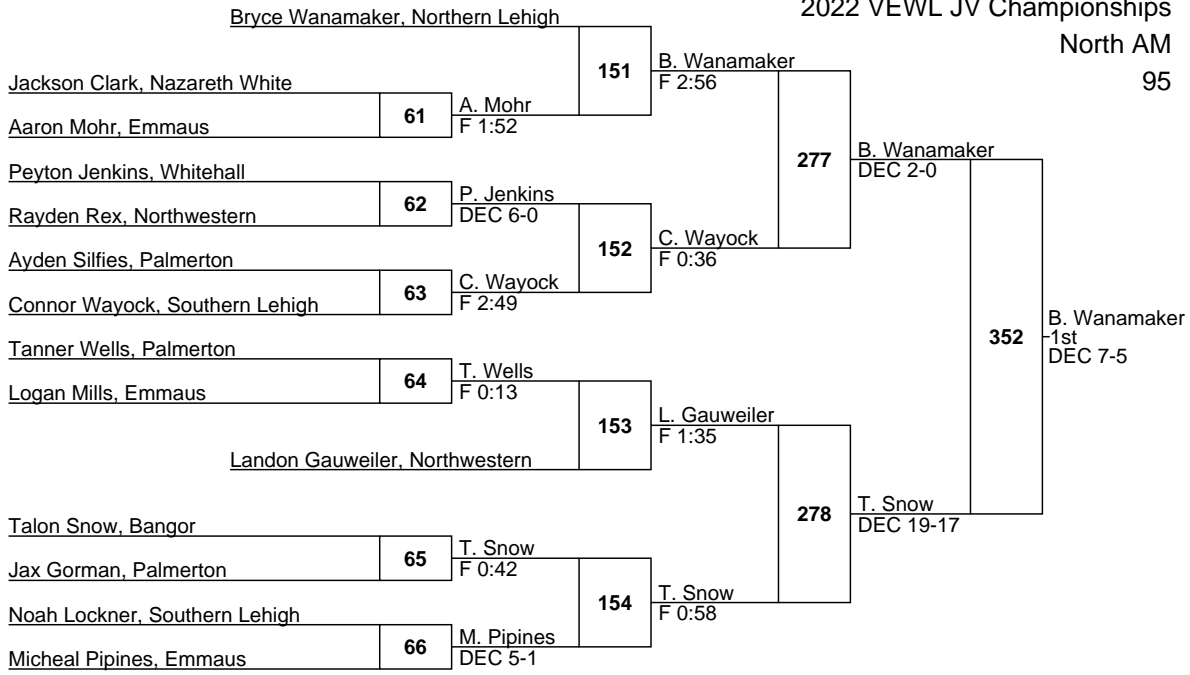 2022 VEWL JV Championships
North AM
95
Bryce Wanamaker, Northern Lehigh
151
B. Wanamaker
F 2:56
Jackson Clark, Nazareth White
61
A. Mohr
F 1:52
Aaron Mohr, Emmaus
277
B. Wanamaker
DEC 2-0
Peyton Jenkins, Whitehall
62
P. Jenkins
DEC 6-0
Rayden Rex, Northwestern
152
C. Wayock
F 0:36
Ayden Silfies, Palmerton
63
C. Wayock
F 2:49
Connor Wayock, Southern Lehigh
352
B. Wanamaker
1st
DEC 7-5
Tanner Wells, Palmerton
64
T. Wells
F 0:13
Logan Mills, Emmaus
153
L. Gauweiler
F 1:35
Landon Gauweiler, Northwestern
278
T. Snow
DEC 19-17
Talon Snow, Bangor
65
T. Snow
F 0:42
Jax Gorman, Palmerton
154
T. Snow
F 0:58
Noah Lockner, Southern Lehigh
66
M. Pipines
DEC 5-1
Micheal Pipines, Emmaus